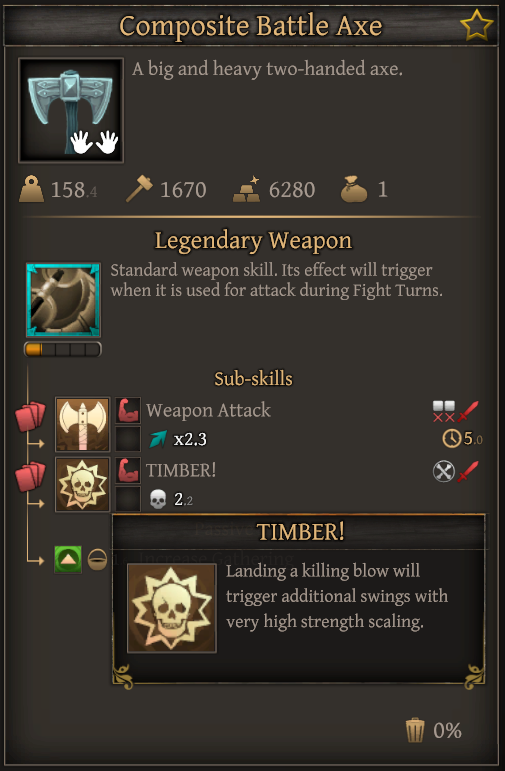 Composite Battle Axe
A big and heavy two-handed axe.
158.4 1670 6280 1
Legendary Weapon
Standard weapon skill. Its effect will trigger
when it is used for attack during Fight Turns.
Sub-skills
Weapon Attack
x2.3 5.0
TIMBER!
2.2
Passive
TIMBER!
Increase Gathering
Landing a killing blow will
trigger additional swings with
very high strength scaling.
0%